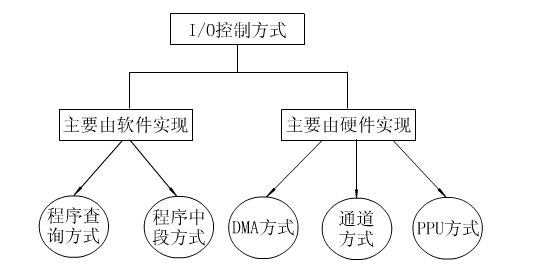 I/O控制方式
主要由软件实现
主要由硬件实现
程序查
询方式
程序中
段方式
DMA方式
通道
方式
PPU方式